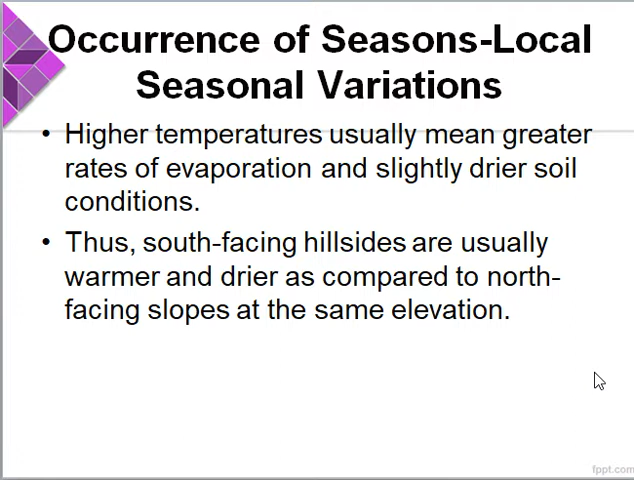 Occurrence of Seasons-Local
Seasonal Variations
• Higher temperatures usually mean greater
rates of evaporation and slightly drier soil
conditions.
• Thus, south-facing hillsides are usually
warmer and drier as compared to north-
facing slopes at the same elevation.
fppt.com